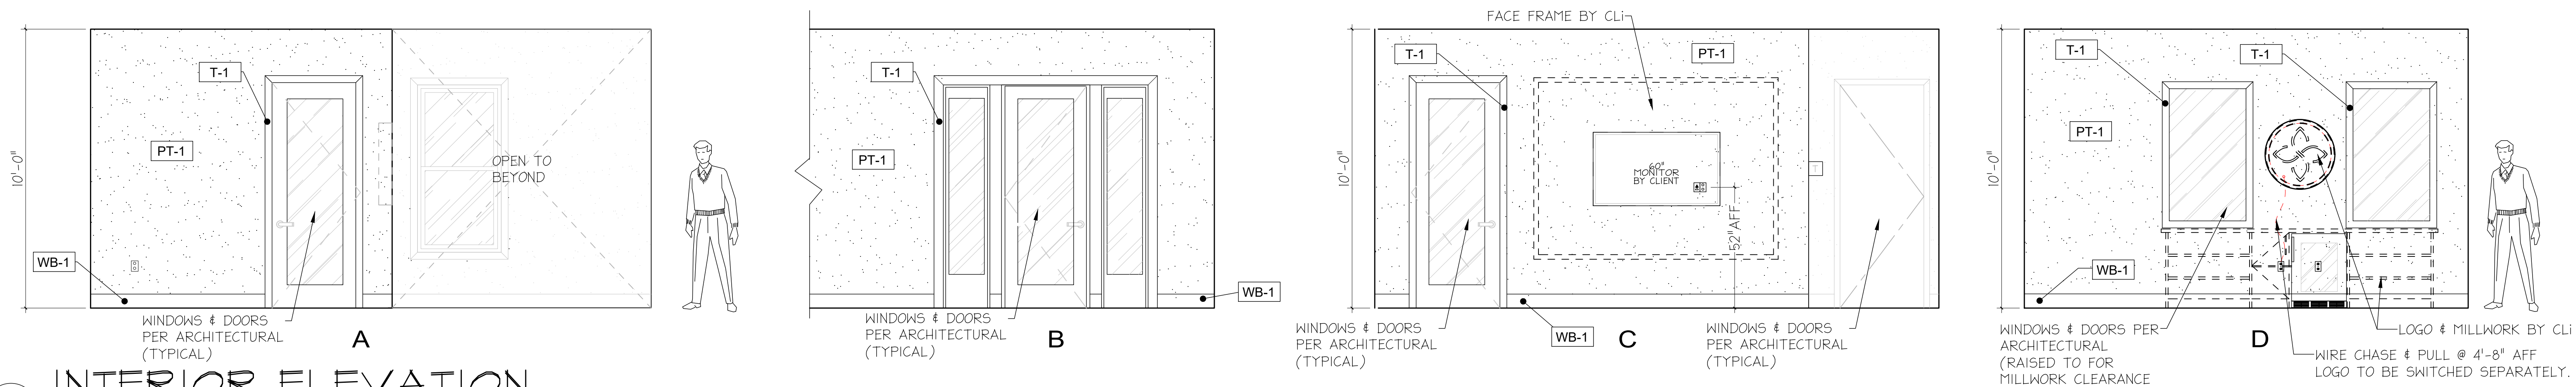 10'-0"
T-1
PT-1
WB-1
OPEN TO
BEYOND
WINDOWS & DOORS
PER ARCHITECTURAL
(TYPICAL)
A
T-1
PT-1
WB-1
WINDOWS & DOORS
PER ARCHITECTURAL
(TYPICAL)
B
FACE FRAME BY CLi
10'-0"
T-1
PT-1
60"
MONITOR
BY CLIENT
52" AFF
T
WINDOWS & DOORS
PER ARCHITECTURAL
(TYPICAL)
WB-1
C
WINDOWS & DOORS
PER ARCHITECTURAL
(TYPICAL)
10'-0"
T-1
T-1
PT-1
WB-1
WINDOWS & DOORS PER
ARCHITECTURAL
(RAISED TO FOR
MILLWORK CLEARANCE
D
LOGO & MILLWORK BY CLi
WIRE CHASE & PULL @ 4'-8" AFF
LOGO TO BE SWITCHED SEPARATELY.
INTERIOR ELEVATION